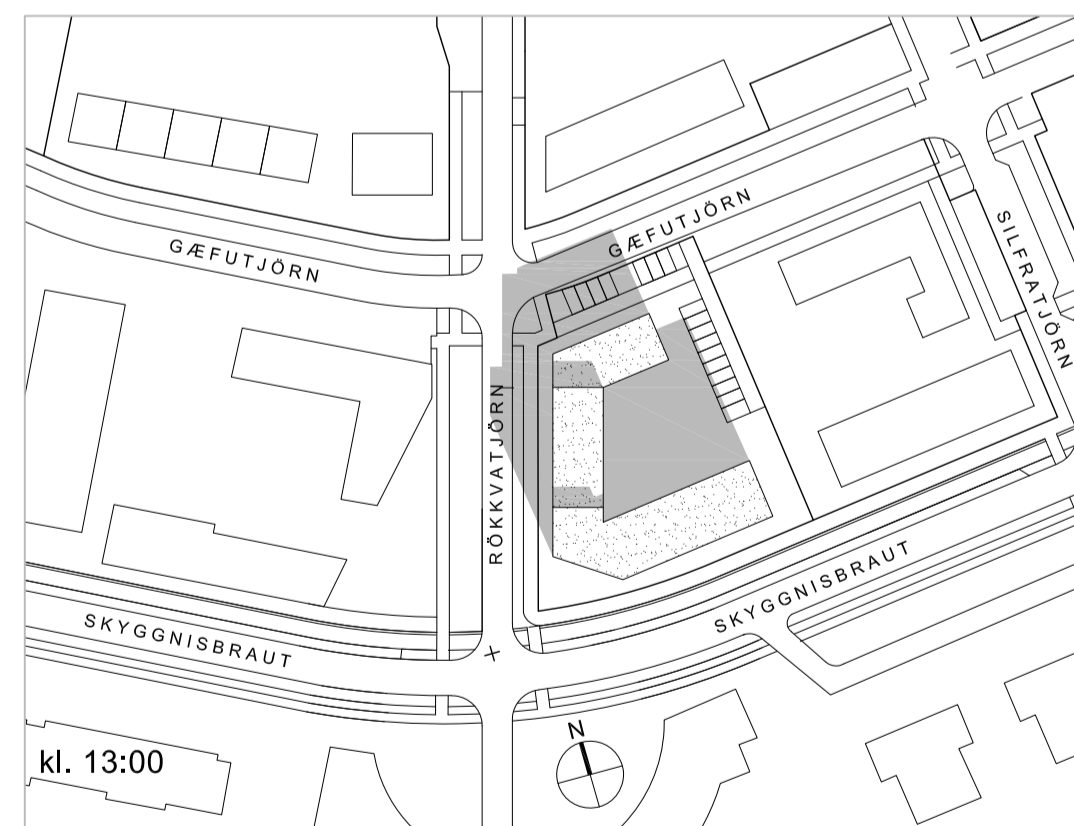 GÆFUTJÖRN
GÆFUTJÖRN
SILFRATJÖRN
RÖKKVATJÖRN
SKYGGNISBRAUT
SKYGGNISBRAUT
N
kl. 13:00